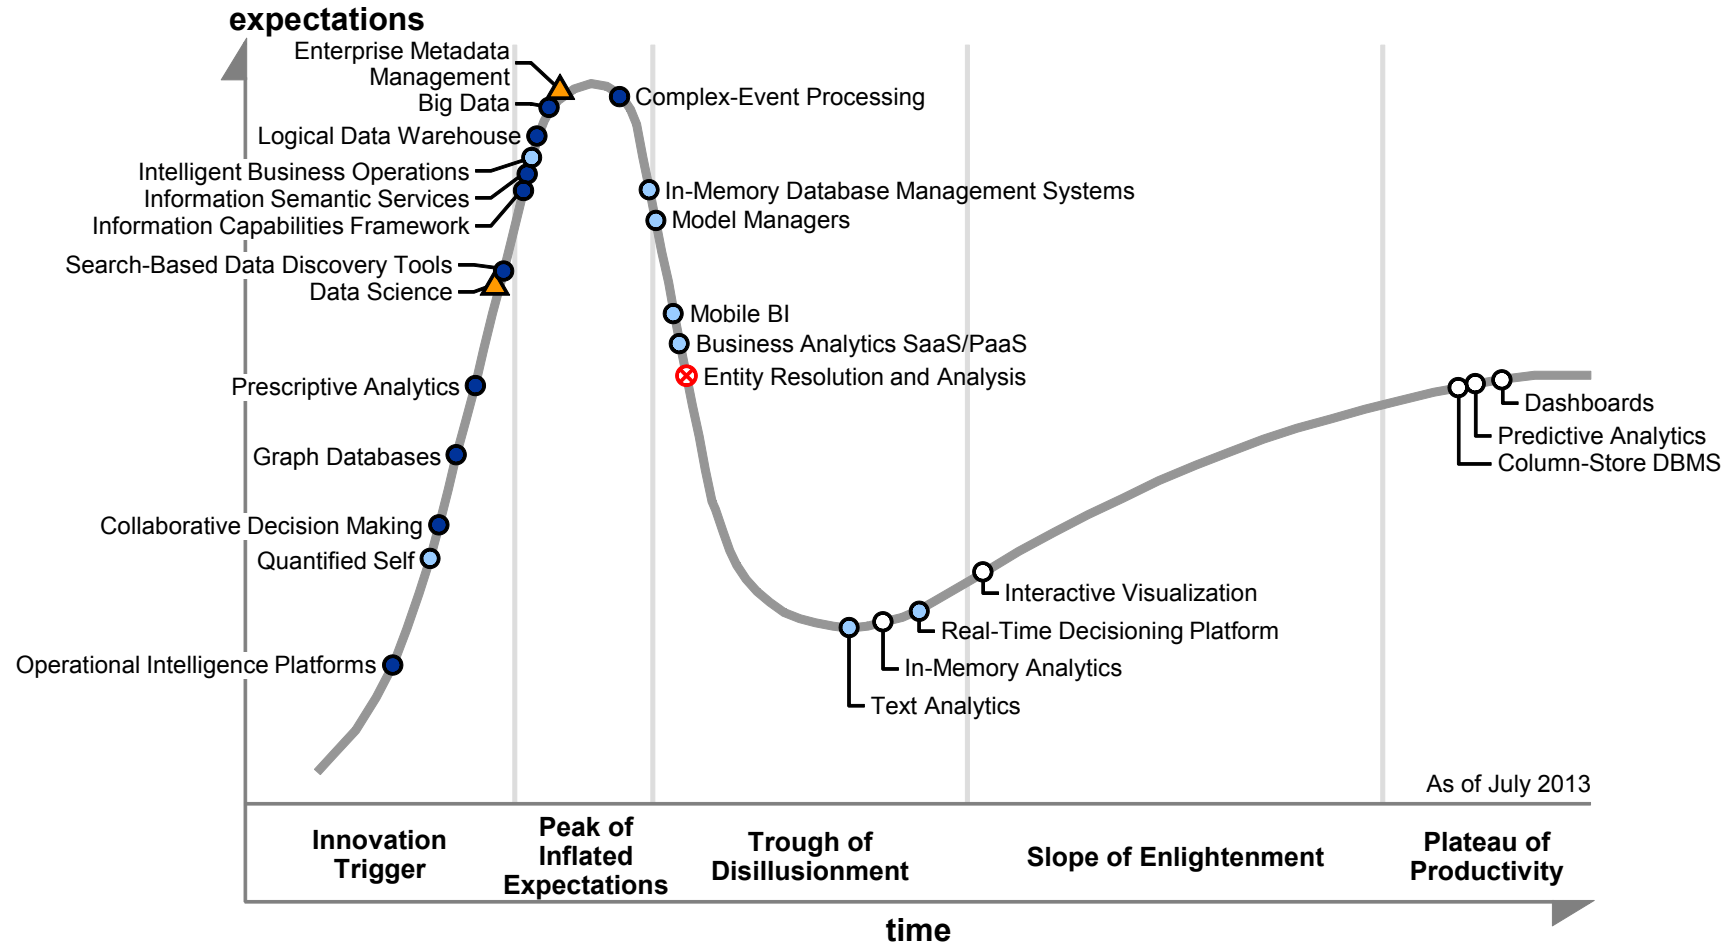 expectations
Enterprise Metadata
Management
Big Data
Logical Data Warehouse
Intelligent Business Operations
Information Semantic Services
Information Capabilities Framework
Search-Based Data Discovery Tools
Data Science
Prescriptive Analytics
Graph Databases
Collaborative Decision Making
Quantified Self
Operational Intelligence Platforms
Complex-Event Processing
In-Memory Database Management Systems
Model Managers
Mobile BI
Business Analytics SaaS/PaaS
Entity Resolution and Analysis
Text Analytics
In-Memory Analytics
Real-Time Decisioning Platform
Interactive Visualization
Dashboards
Predictive Analytics
Column-Store DBMS
As of July 2013
Innovation
Trigger
Peak of
Inflated
Expectations
Trough of
Disillusionment
Slope of Enlightenment
Plateau of
Productivity
time